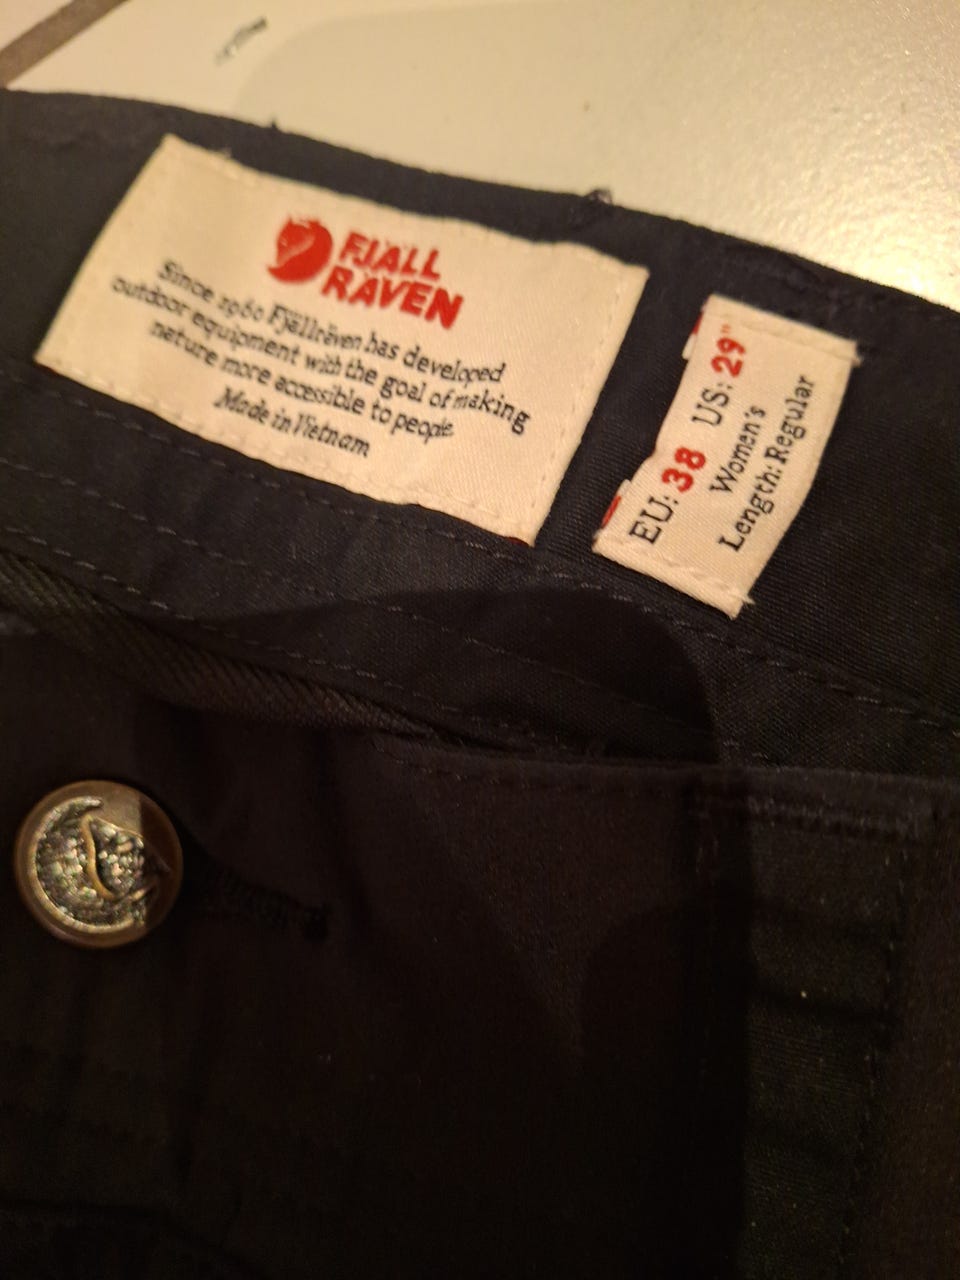 FJÄLL
RÄVEN
Since 1960 Fjällräven has developed
outdoor equipment with the goal of making
nature more accessible to people.
Made in Vietnam
EU: 38 US: 29"
Women's
Length: Regular